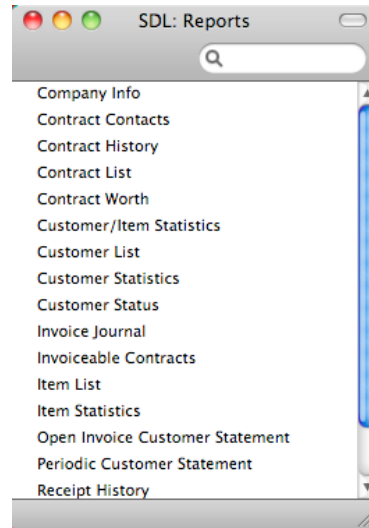 SDL: Reports
Company Info
Contract Contacts
Contract History
Contract List
Contract Worth
Customer/Item Statistics
Customer List
Customer Statistics
Customer Status
Invoice Journal
Invoiceable Contracts
Item List
Item Statistics
Open Invoice Customer Statement
Periodic Customer Statement
Receipt History